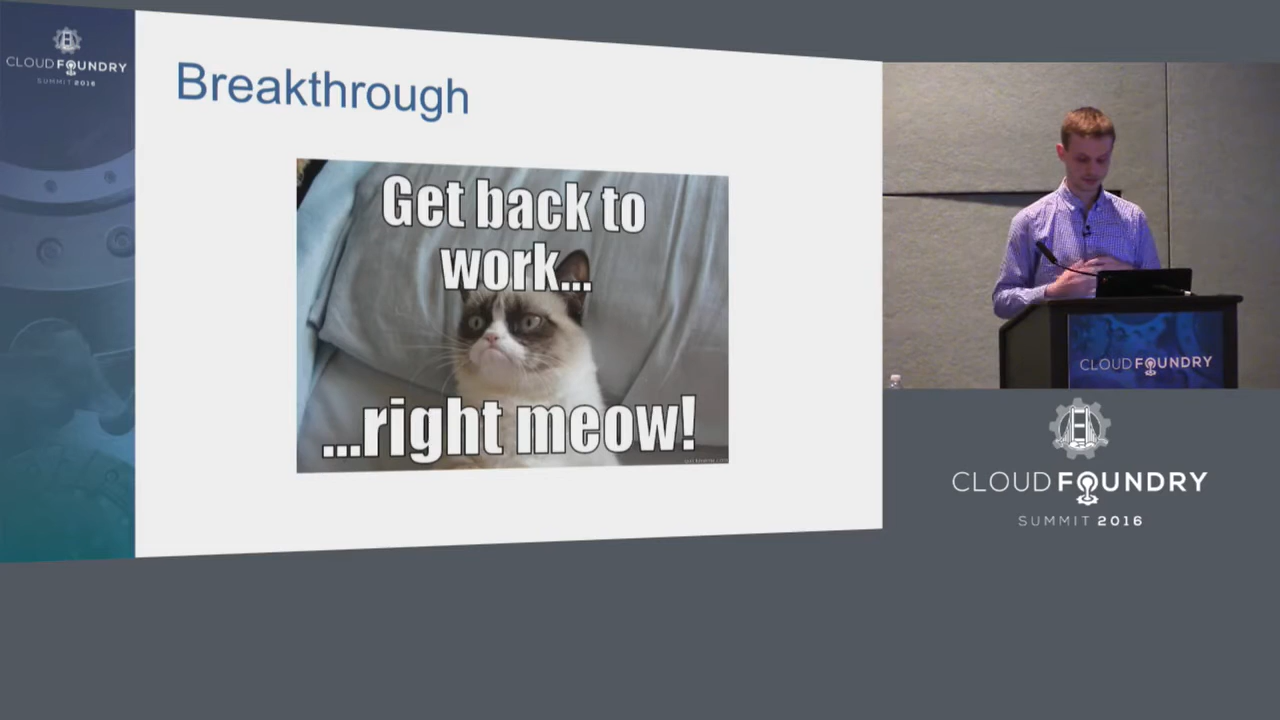 CLOUD FOUNDRY
SUMMIT 2016
Breakthrough
Get back to
work...
...right meow!
CLOUD FOUNDRY
CLOUD FOUNDRY
SUMMIT 2016